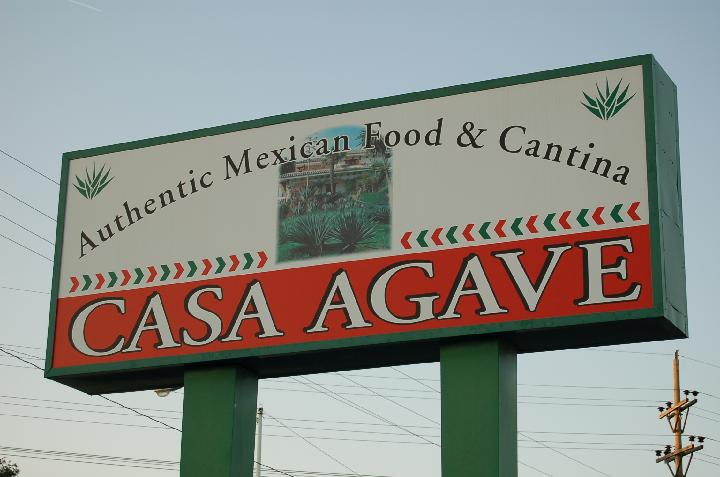 Authentic Mexican Food & Cantina
CASA AGAVE